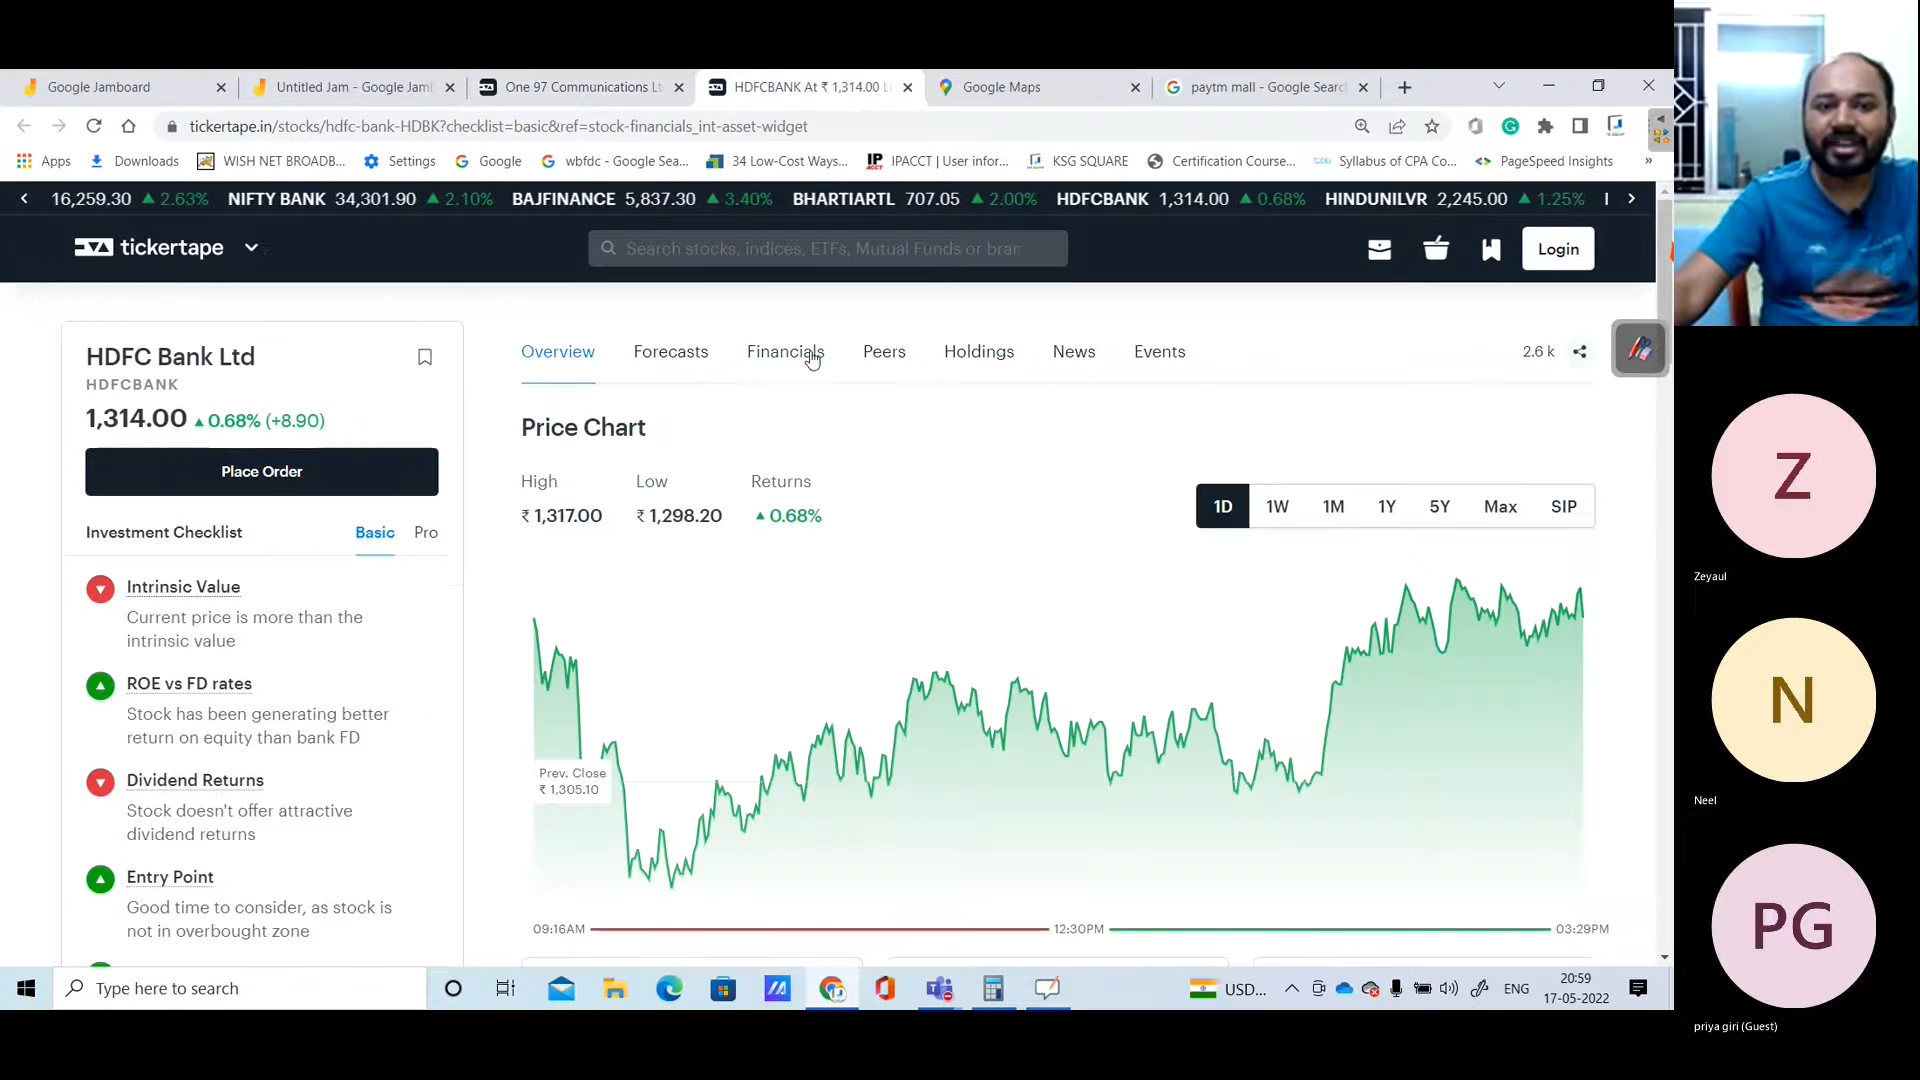 Google Jamboard
Untitled Jam - Google Jaml
One 97 Communications Lt
HDFCBANK At ₹ 1,314.00 L
Google Maps
paytm mall - Google Searc
tickertape.in/stocks/hdfc-bank-HDBK?checklist=basic&ref=stock-financials_int-asset-widget
Apps
Downloads
WISH NET BROADB...
Settings
Google
wbfdc - Google Sea...
34 Low-Cost Ways...
IPACCT | User infor...
KSG SQUARE
Certification Course...
Syllabus of CPA Co...
PageSpeed Insights
16,259.30 ▲ 2.63% NIFTY BANK 34,301.90 ▲ 2.10% BAJFINANCE 5,837.30 ▲ 3.40% BHARTIARTL 707.05 ▲ 2.00% HDFCBANK 1,314.00 ▲ 0.68% HINDUNILVR 2,245.00 ▲ 1.25%
tickertape
Search stocks, indices, ETFs, Mutual Funds or bran
Login
HDFC Bank Ltd
HDFCBANK
1,314.00 ▲ 0.68% (+8.90)
Place Order
Investment Checklist
Basic
Pro
Intrinsic Value
Current price is more than the
intrinsic value
ROE vs FD rates
Stock has been generating better
return on equity than bank FD
Dividend Returns
Stock doesn't offer attractive
dividend returns
Entry Point
Good time to consider, as stock is
not in overbought zone
Overview
Forecasts
Financials
Peers
Holdings
News
Events
2.6 k
Price Chart
High
Low
Returns
₹ 1,317.00
₹ 1,298.20
▲ 0.68%
1D
1W
1M
1Y
5Y
Max
SIP
Prev. Close
₹ 1,305.10
09:16AM
12:30PM
03:29PM
Type here to search
USD...
ENG
20:59
17-05-2022
Z
Zeyaul
N
Neel
PG
priya giri (Guest)